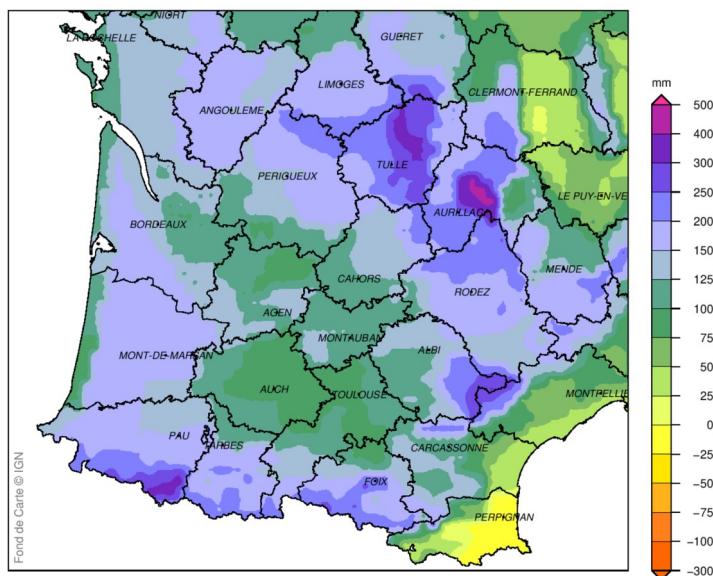 NIORT
LA ROCHELLE
GUERET
LIMOGES
CLERMONT-FERRAND
ANGOULEME
TULLE
PERIGUEUX
LE PUY-EN-VE
AURILLAC
BORDEAUX
MENDE
CAHORS
RODEZ
AGEN
MONTAUBAN
ALBI
MONT-DE-MARSAN
AUCH
TOULOUSE
MONTPELLIE
PAU
TARBES
CARCASSONNE
FOIX
PERPIGNAN
Fond de Carte © IGN
mm
500
400
300
250
200
150
125
100
75
50
25
0
−25
−50
−75
−100
−300